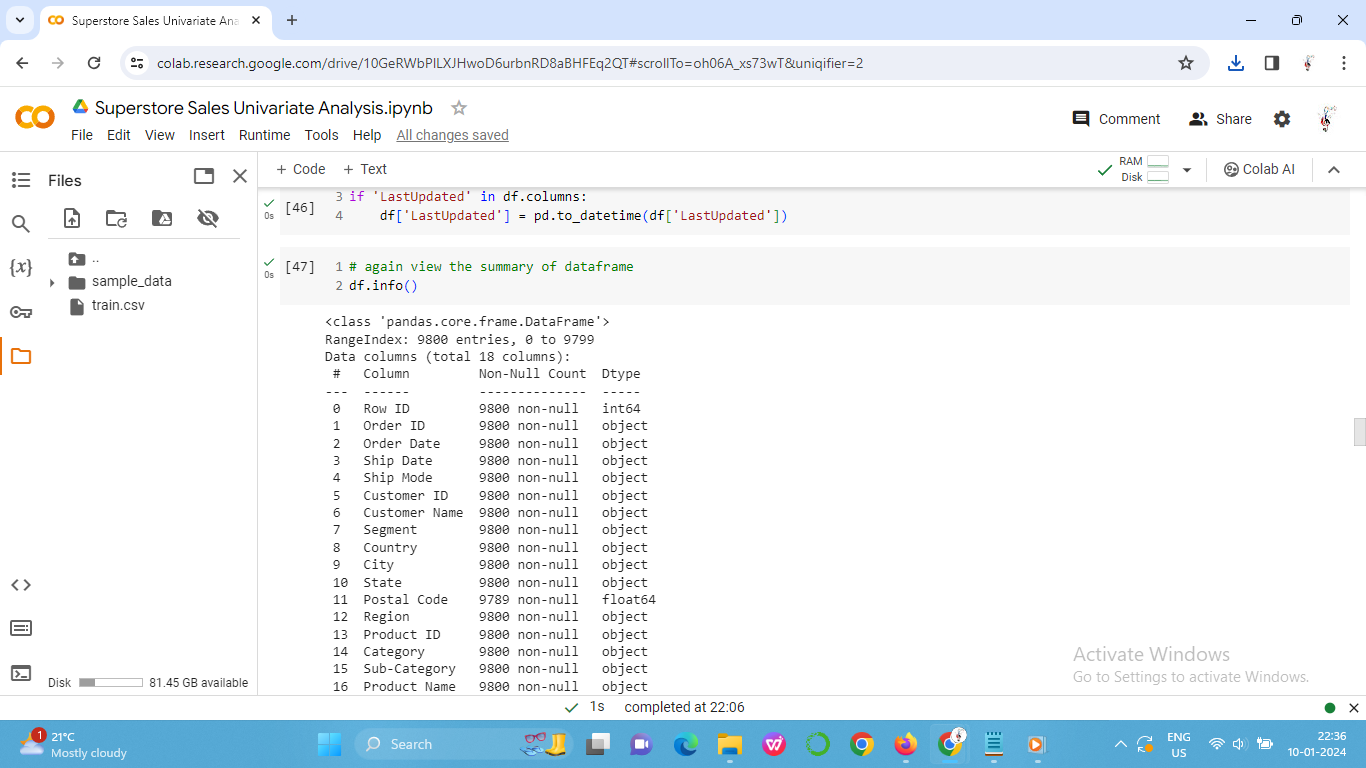 Superstore Sales Univariate Ana
colab.research.google.com/drive/10GeRWbPlLXJHwoD6urbnRD8aBHFEq2QT#scrollTo=oh06A_xs73wT&uniqifier=2
Superstore Sales Univariate Analysis.ipynb
File Edit View Insert Runtime Tools Help All changes saved
Comment Share
Files
+ Code + Text
RAM
Disk
Colab AI
..
sample_data
train.csv
{x}
[46]
0s
3 if 'LastUpdated' in df.columns:
4 df['LastUpdated'] = pd.to_datetime(df['LastUpdated'])
[47]
0s
1 # again view the summary of dataframe
2 df.info()
<class 'pandas.core.frame.DataFrame'>
RangeIndex: 9800 entries, 0 to 9799
Data columns (total 18 columns):
# Column Non-Null Count Dtype
--- ------ -------------- -----
0 Row ID 9800 non-null int64
1 Order ID 9800 non-null object
2 Order Date 9800 non-null object
3 Ship Date 9800 non-null object
4 Ship Mode 9800 non-null object
5 Customer ID 9800 non-null object
6 Customer Name 9800 non-null object
7 Segment 9800 non-null object
8 Country 9800 non-null object
9 City 9800 non-null object
10 State 9800 non-null object
11 Postal Code 9789 non-null float64
12 Region 9800 non-null object
13 Product ID 9800 non-null object
14 Category 9800 non-null object
15 Sub-Category 9800 non-null object
16 Product Name 9800 non-null object
Activate Windows
Go to Settings to activate Windows.
Disk 81.45 GB available
1s completed at 22:06
1
21°C
Mostly cloudy
Search
ENG
US
22:36
10-01-2024